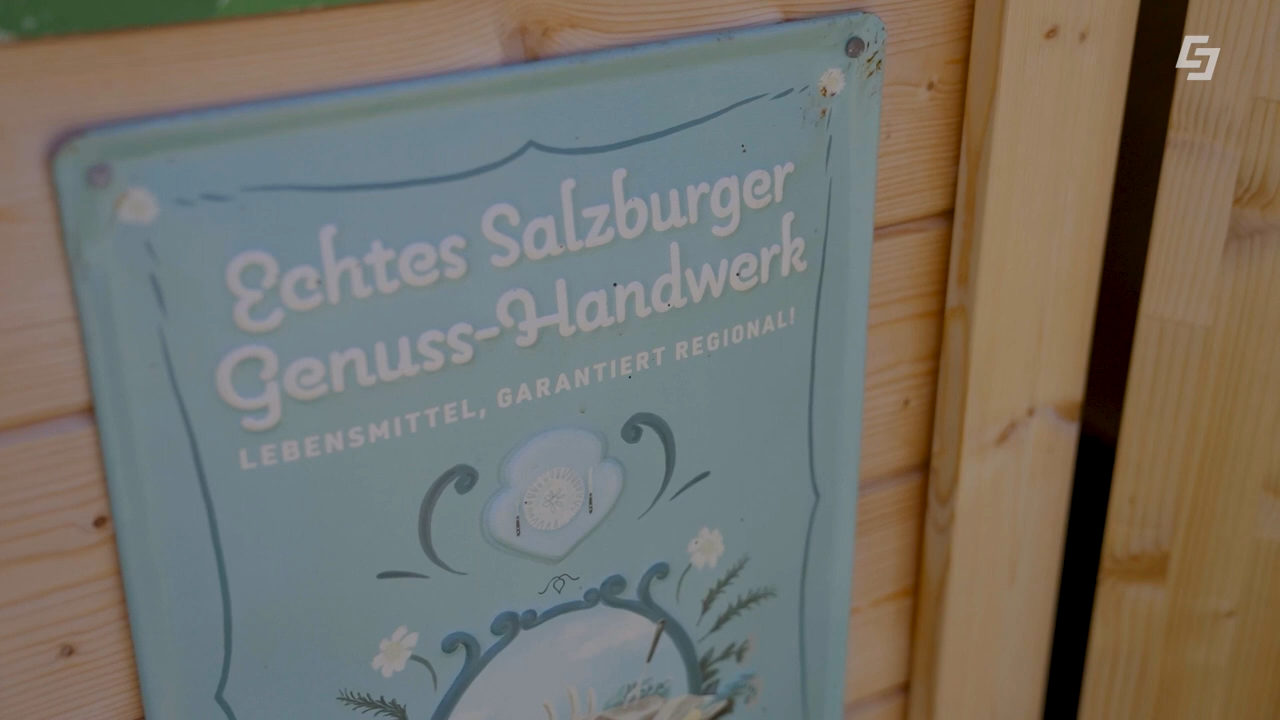 Echtes Salzburger
Genuss-Handwerk
LEBENSMITTEL, GARANTIERT REGIONAL!